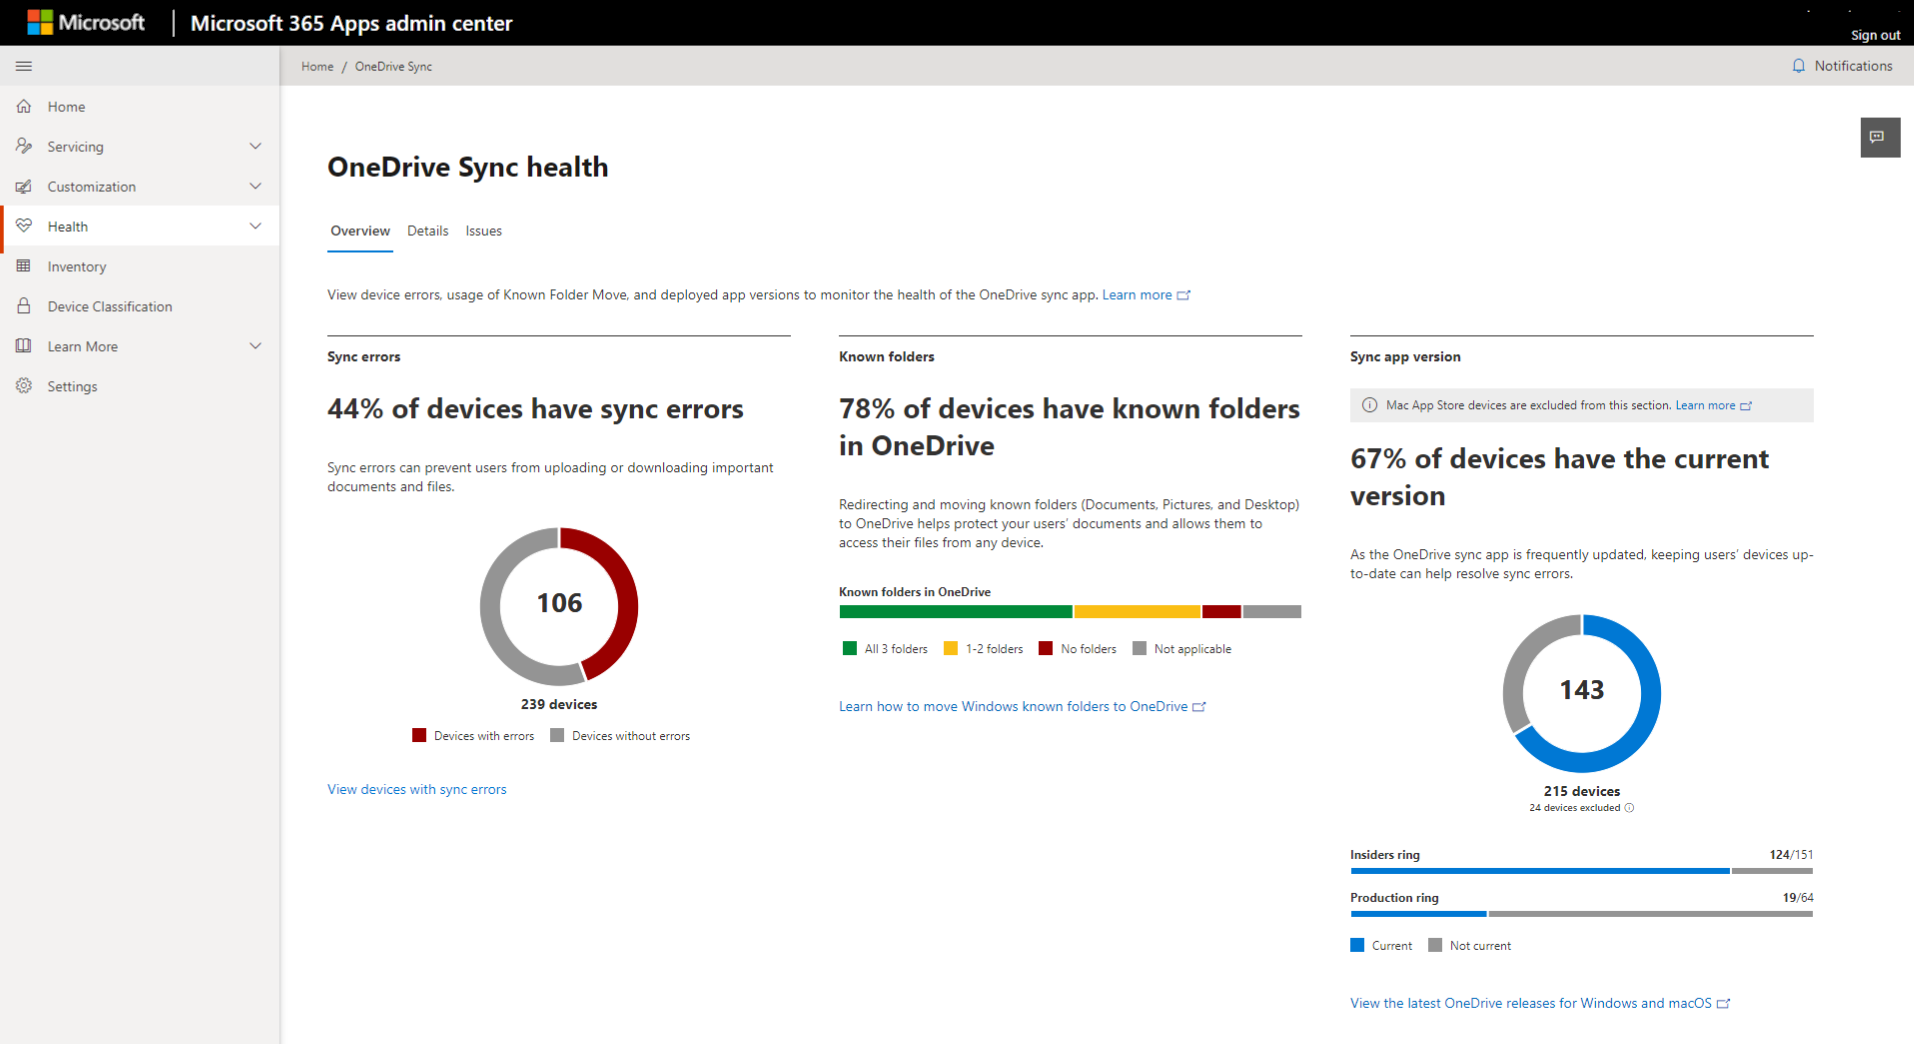 Microsoft
Microsoft 365 Apps admin center
Sign out
Home / OneDrive Sync
Notifications
Home
Servicing
Customization
Health
Inventory
Device Classification
Learn More
Settings
OneDrive Sync health
Overview
Details
Issues
View device errors, usage of Known Folder Move, and deployed app versions to monitor the health of the OneDrive sync app. Learn more
Sync errors
44% of devices have sync errors
Sync errors can prevent users from uploading or downloading important
documents and files.
106
239 devices
Devices with errors
Devices without errors
View devices with sync errors
Known folders
78% of devices have known folders
in OneDrive
Redirecting and moving known folders (Documents, Pictures, and Desktop)
to OneDrive helps protect your users' documents and allows them to
access their files from any device.
Known folders in OneDrive
All 3 folders
1-2 folders
No folders
Not applicable
Learn how to move Windows known folders to OneDrive
Sync app version
Mac App Store devices are excluded from this section. Learn more
67% of devices have the current
version
As the OneDrive sync app is frequently updated, keeping users' devices up-
to-date can help resolve sync errors.
143
215 devices
24 devices excluded
Insiders ring 124/151
Production ring 19/64
Current
Not current
View the latest OneDrive releases for Windows and macOS